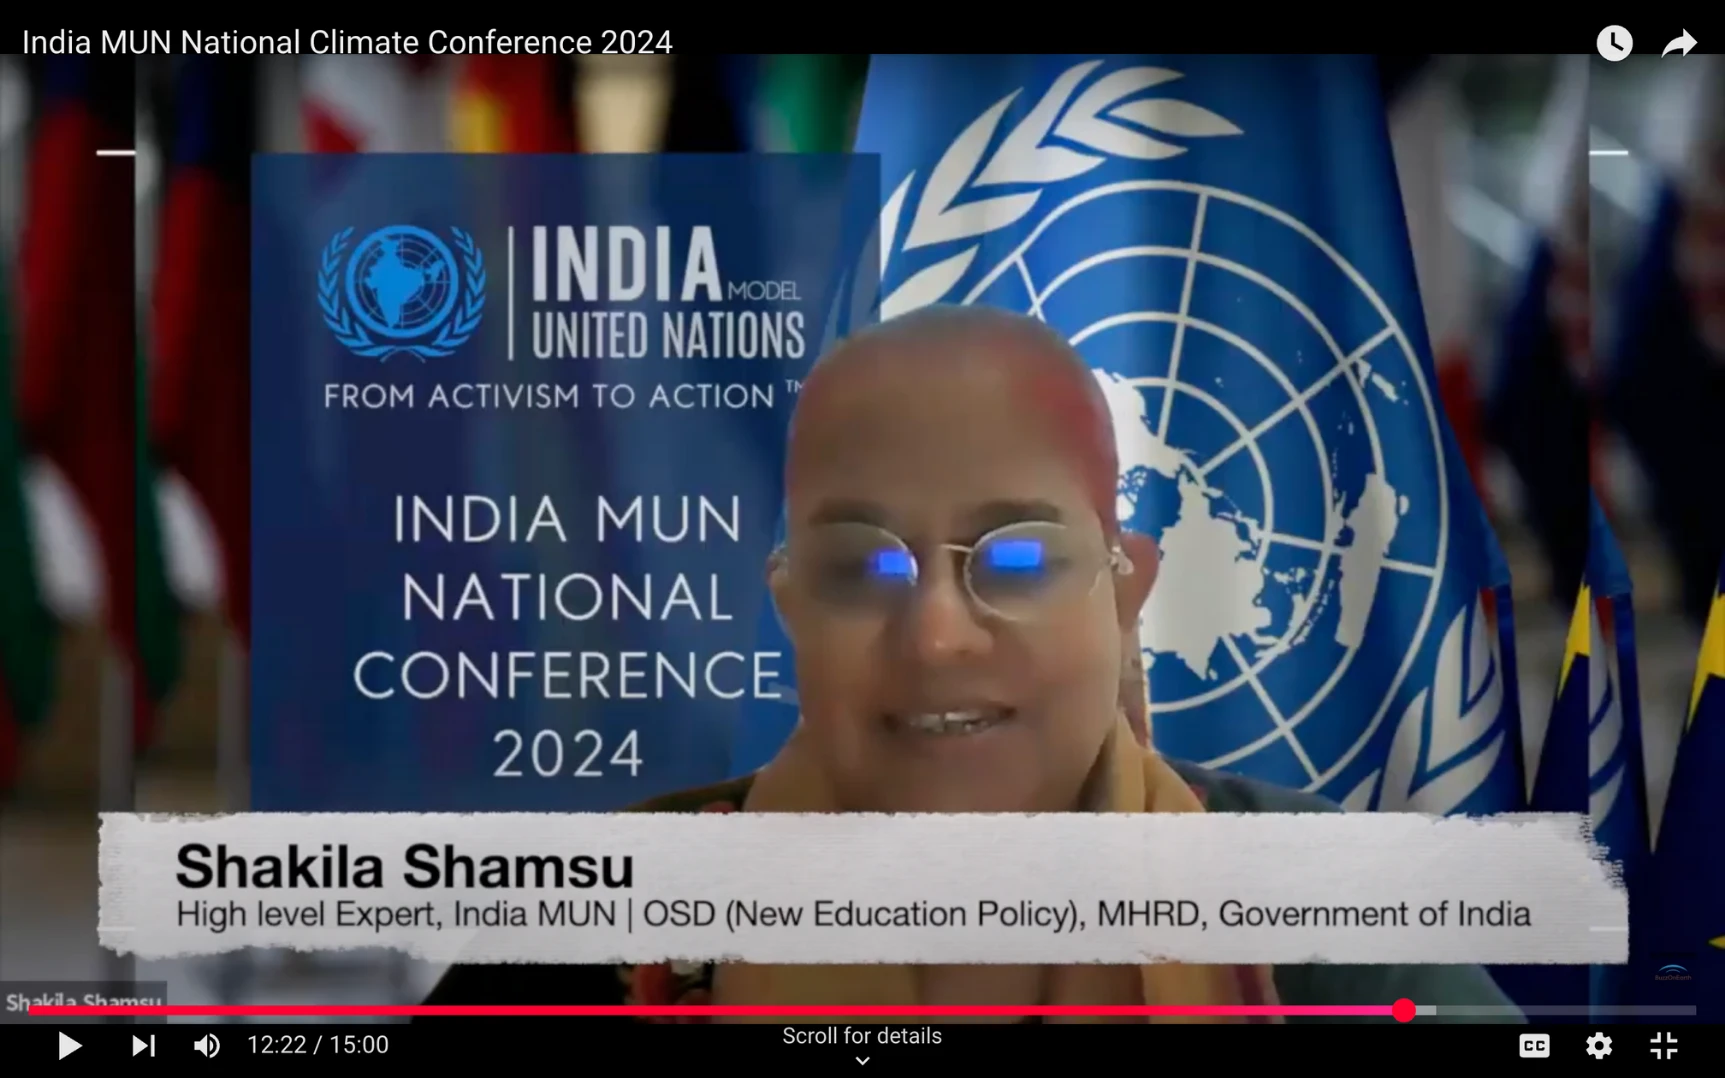 India MUN National Climate Conference 2024
INDIA MODEL
UNITED NATIONS
FROM ACTIVISM TO ACTION ™
INDIA MUN
NATIONAL
CONFERENCE
2024
Shakila Shamsu
High level Expert, India MUN | OSD (New Education Policy), MHRD, Government of India
BuzzOnEarth
Shakila Shamsu
12:22 / 15:00
Scroll for details
CC